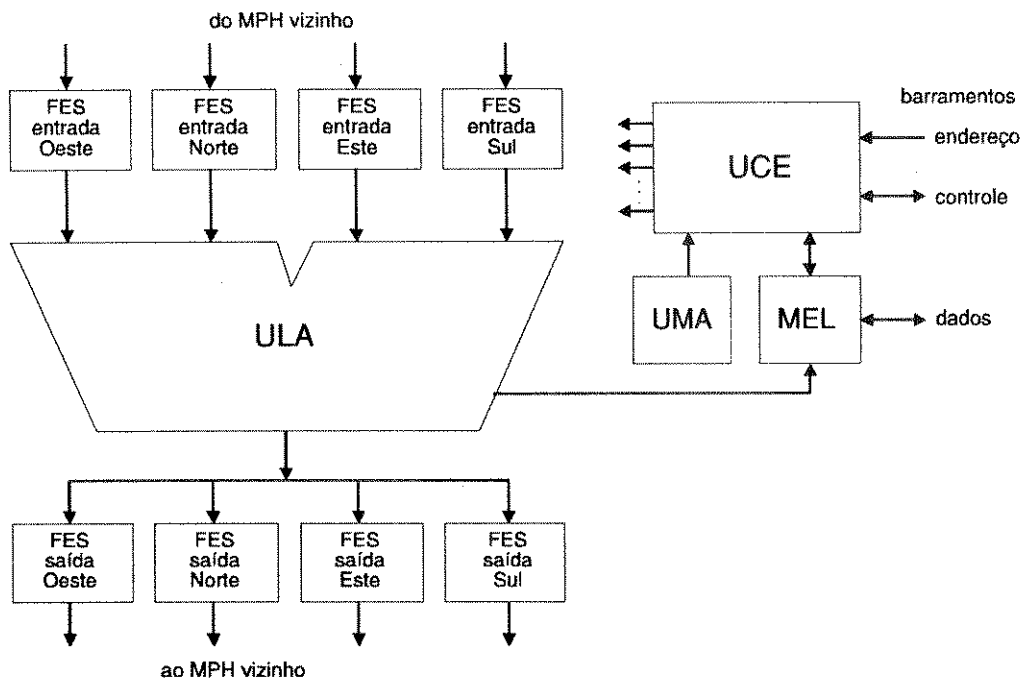 do MPH vizinho
FES
entrada
Oeste
FES
entrada
Norte
FES
entrada
Este
FES
entrada
Sul
barramentos
UCE
endereço
controle
ULA
UMA
MEL
dados
FES
saída
Oeste
FES
saída
Norte
FES
saída
Este
FES
saída
Sul
ao MPH vizinho